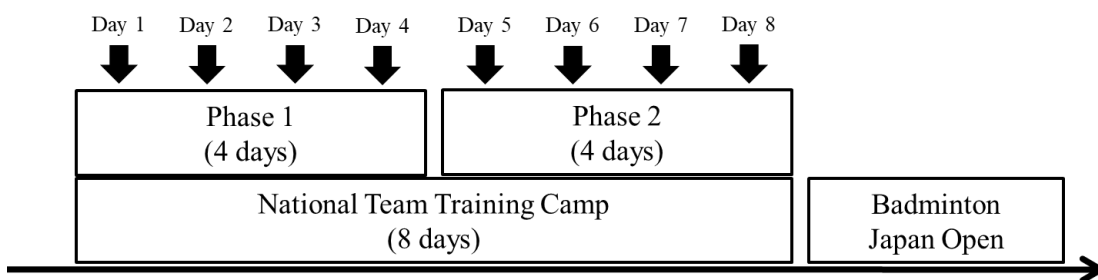 Day 1 Day 2 Day 3 Day 4 Day 5 Day 6 Day 7 Day 8
Phase 1
(4 days)
Phase 2
(4 days)
National Team Training Camp
(8 days)
Badminton
Japan Open